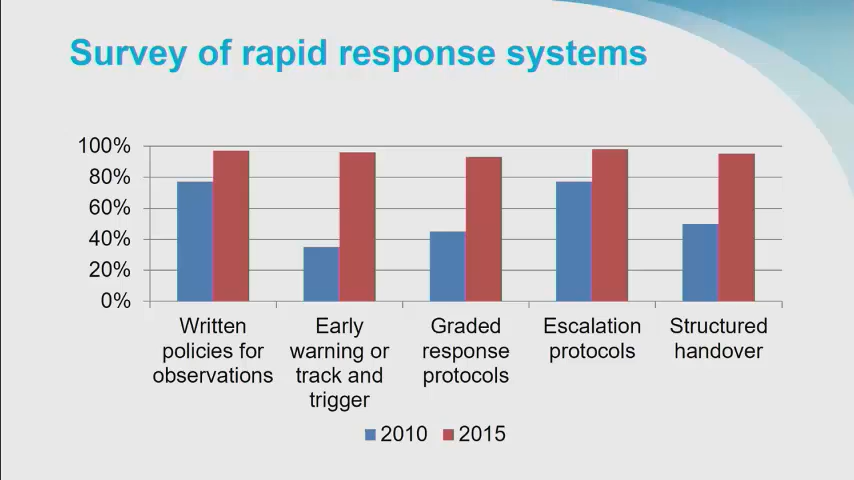 Survey of rapid response systems
100%
80%
60%
40%
20%
0%
Written
policies for
observations
Early
warning or
track and
trigger
Graded
response
protocols
Escalation
protocols
Structured
handover
2010 2015